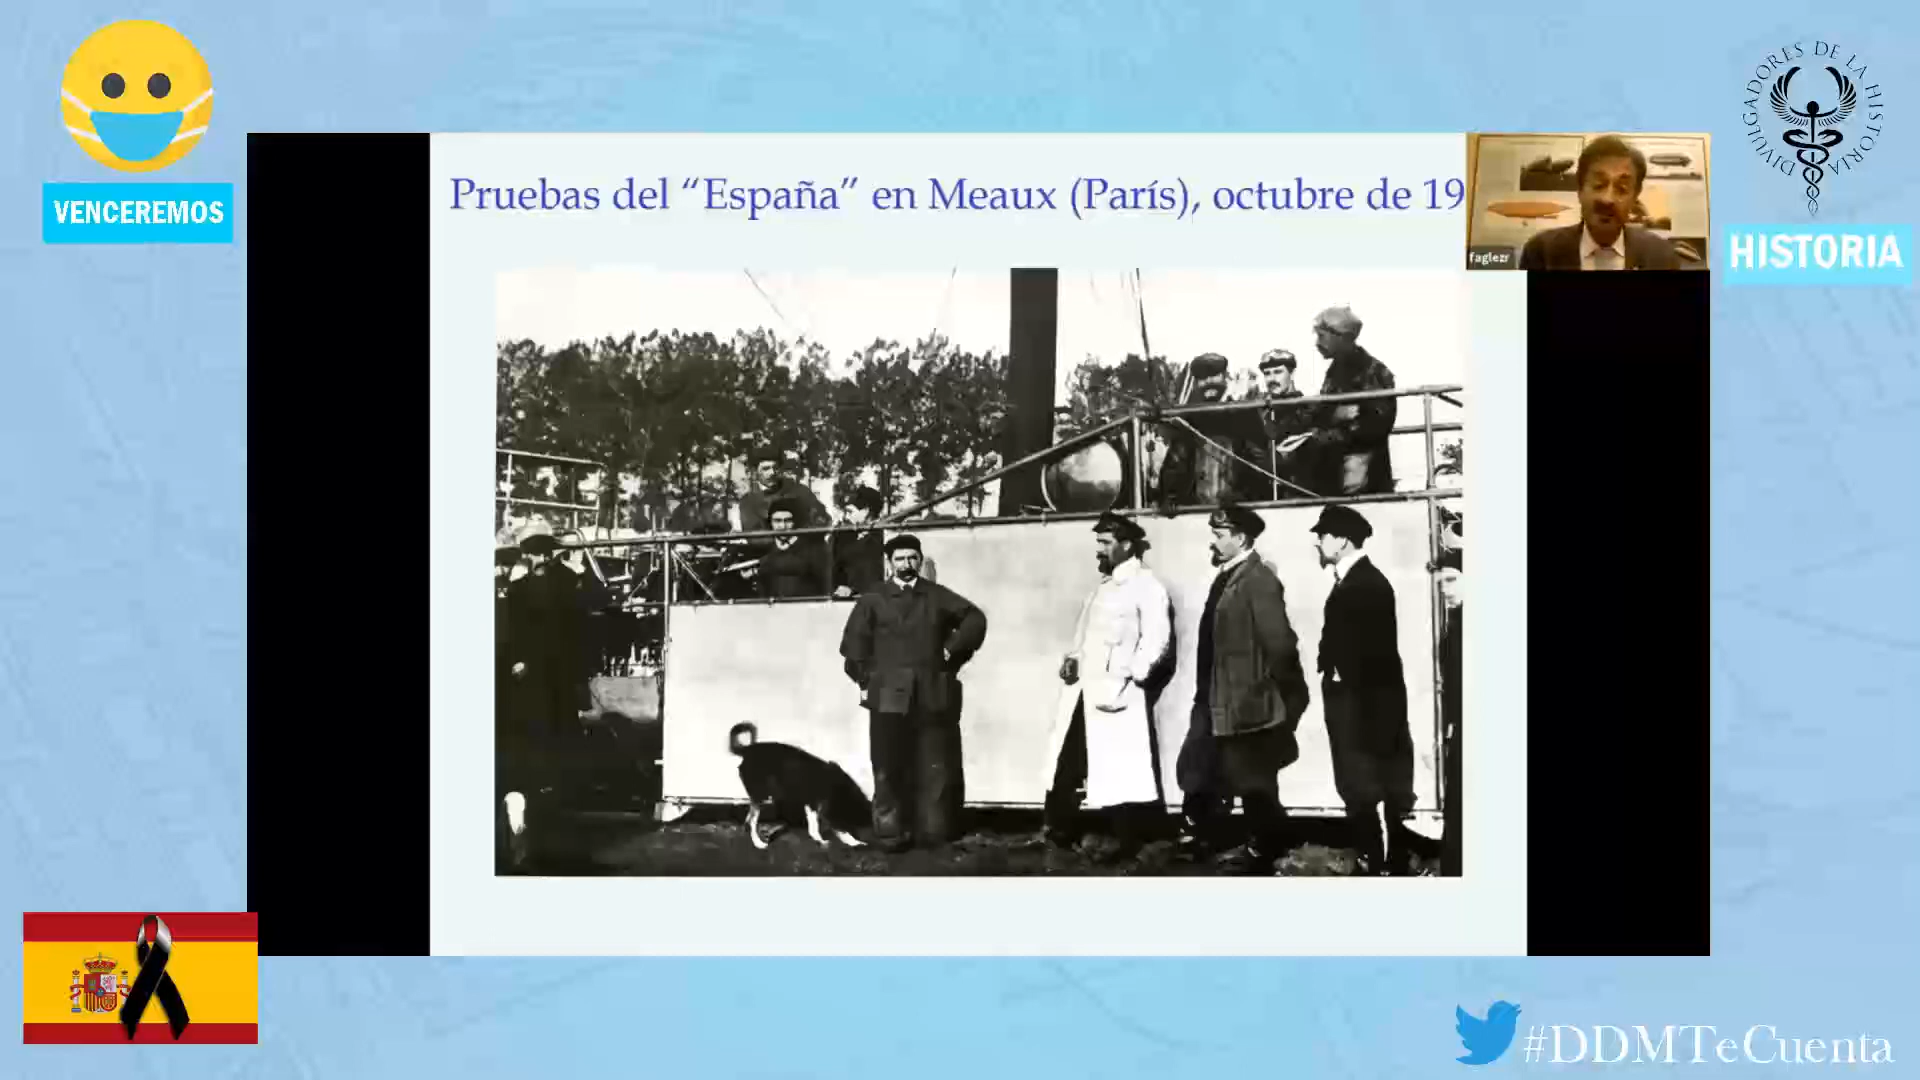 VENCEREMOS
Pruebas del “España” en Meaux (París), octubre de 19
faglezr
DIVULGADORES DE LA HISTORIA
HISTORIA
#DDMTeCuenta